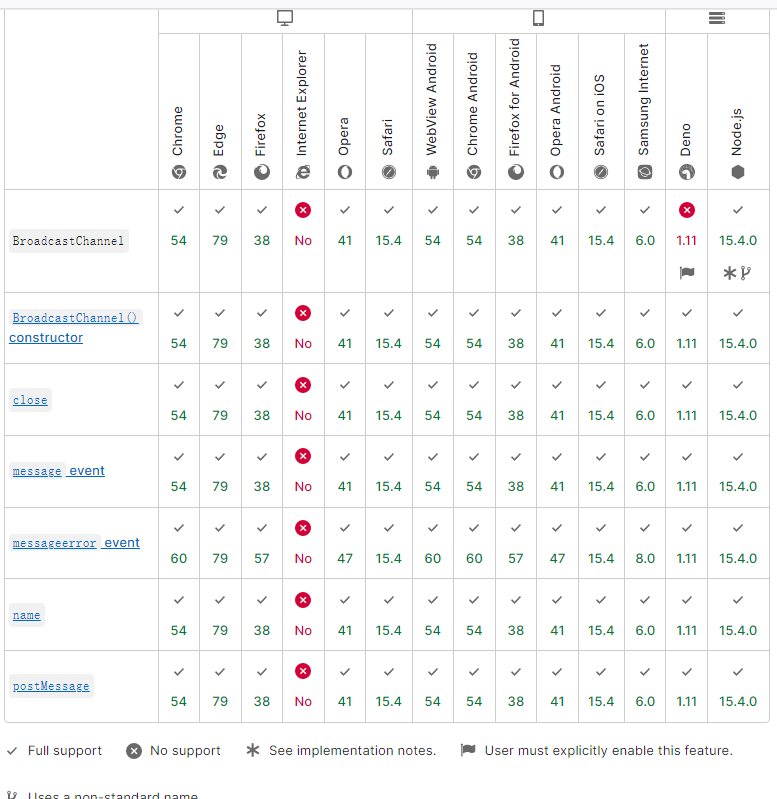 Chrome Edge Firefox Internet Explorer Opera Safari WebView Android Chrome Android Firefox for Android Opera Android Safari on iOS Samsung Internet Deno Node.js
BroadcastChannel 54 79 38 No 41 15.4 54 54 38 41 15.4 6.0 1.11 15.4.0
BroadcastChannel()
constructor 54 79 38 No 41 15.4 54 54 38 41 15.4 6.0 1.11 15.4.0
close 54 79 38 No 41 15.4 54 54 38 41 15.4 6.0 1.11 15.4.0
message event 54 79 38 No 41 15.4 54 54 38 41 15.4 6.0 1.11 15.4.0
messageerror event 60 79 57 No 47 15.4 60 60 57 47 15.4 8.0 1.11 15.4.0
name 54 79 38 No 41 15.4 54 54 38 41 15.4 6.0 1.11 15.4.0
postMessage 54 79 38 No 41 15.4 54 54 38 41 15.4 6.0 1.11 15.4.0
Full support No support See implementation notes. User must explicitly enable this feature.
Uses a non-standard name